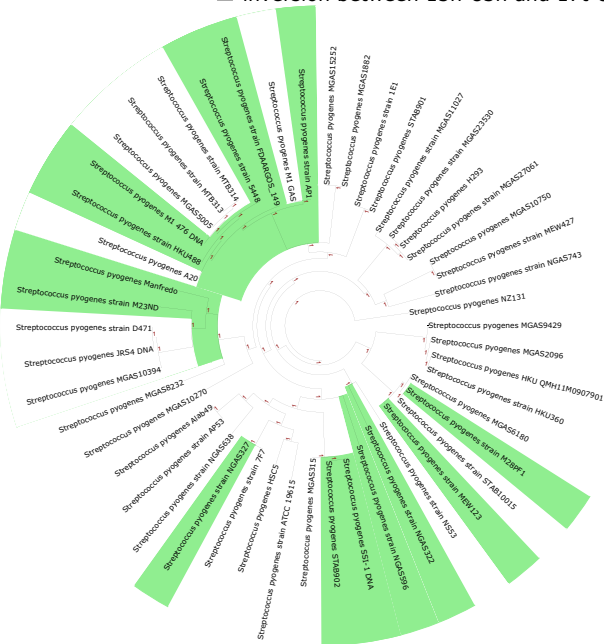 Streptococcus pyogenes MGAS15252
Streptococcus pyogenes MGAS1882
Streptococcus pyogenes strain 1E1
Streptococcus pyogenes STAB901
Streptococcus pyogenes strain MGAS11027
Streptococcus pyogenes strain MGAS23530
Streptococcus pyogenes H293
Streptococcus pyogenes strain MGAS27061
Streptococcus pyogenes MGAS10750
Streptococcus pyogenes strain MEW427
Streptococcus pyogenes strain NGAS743
Streptococcus pyogenes NZ131
Streptococcus pyogenes MGAS9429
Streptococcus pyogenes MGAS2096
Streptococcus pyogenes HKU QMH11M0907901
Streptococcus pyogenes strain HKU360
Streptococcus pyogenes MGAS6180
Streptococcus pyogenes strain M28PF1
Streptococcus pyogenes STAB10015
Streptococcus pyogenes strain MEW123
Streptococcus pyogenes strain NS53
Streptococcus pyogenes strain NGAS322
Streptococcus pyogenes strain NGAS596
Streptococcus pyogenes SSI-1 DNA
Streptococcus pyogenes STAB902
Streptococcus pyogenes MGAS315
Streptococcus pyogenes strain ATCC 19615
Streptococcus pyogenes HSC5
Streptococcus pyogenes strain 7F7
Streptococcus pyogenes strain NGAS327
Streptococcus pyogenes strain NGAS638
Streptococcus pyogenes strain AP53
Streptococcus pyogenes Alab49
Streptococcus pyogenes MGAS10270
Streptococcus pyogenes MGAS8232
Streptococcus pyogenes MGAS10394
Streptococcus pyogenes JRS4 DNA
Streptococcus pyogenes strain D471
Streptococcus pyogenes strain M23ND
Streptococcus pyogenes Manfredo
Streptococcus pyogenes A20
Streptococcus pyogenes strain HKU488
Streptococcus pyogenes M1 476 DNA
Streptococcus pyogenes MGAS5005
Streptococcus pyogenes strain MTB313
Streptococcus pyogenes strain MTB314
Streptococcus pyogenes strain 5448
Streptococcus pyogenes strain FDAARGOS_149
Streptococcus pyogenes M1 GAS
Streptococcus pyogenes strain AP1